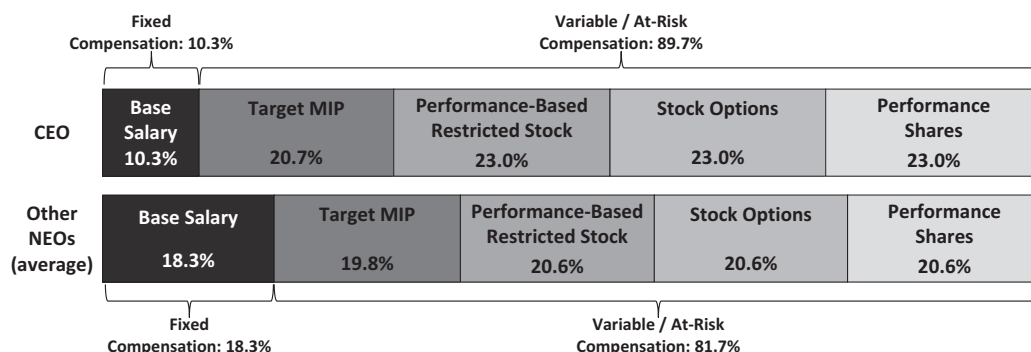 Fixed
Compensation: 10.3%
Variable / At-Risk
Compensation: 89.7%
CEO
Base
Salary
10.3%
Target MIP
20.7%
Performance-Based
Restricted Stock
23.0%
Stock Options
23.0%
Performance
Shares
23.0%
Other
NEOs
(average)
Base Salary
18.3%
Target MIP
19.8%
Performance-Based
Restricted Stock
20.6%
Stock Options
20.6%
Performance
Shares
20.6%
Fixed
Compensation: 18.3%
Variable / At-Risk
Compensation: 81.7%